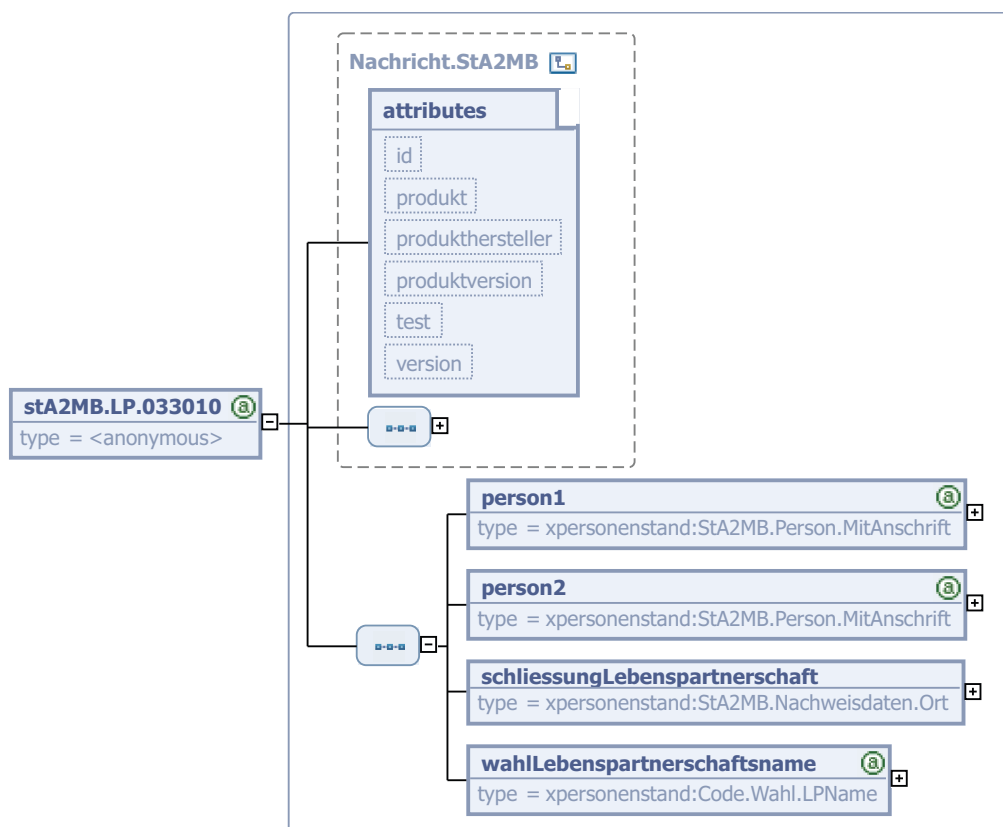 Nachricht.StA2MB
attributes
id
produkt
produkthersteller
produktversion
test
version
stA2MB.LP.033010 a
type = <anonymous>
person1 a
type = xpersonenstand:StA2MB.Person.MitAnschrift
person2 a
type = xpersonenstand:StA2MB.Person.MitAnschrift
schliessungLebenspartnerschaft
type = xpersonenstand:StA2MB.Nachweisdaten.Ort
wahlLebenspartnerschaftsname a
type = xpersonenstand:Code.Wahl.LPName